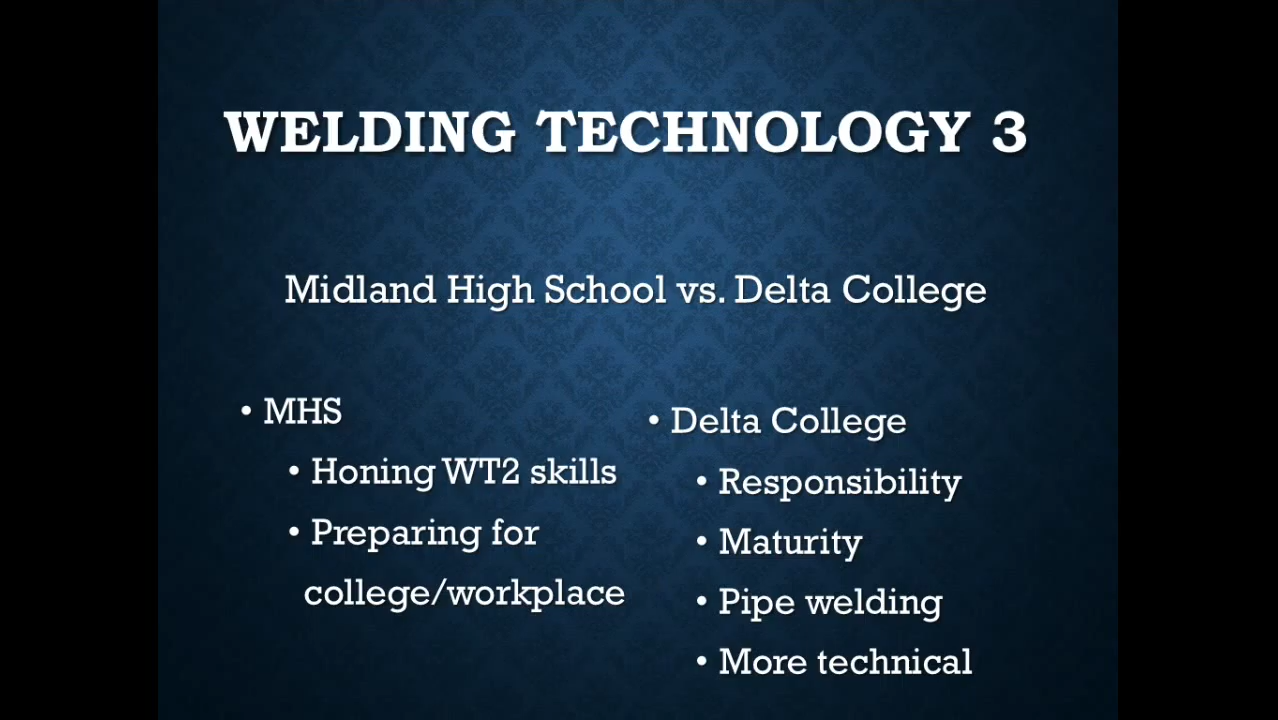 WELDING TECHNOLOGY 3
Midland High School vs. Delta College
• MHS
• Honing WT2 skills
• Preparing for
college/workplace
• Delta College
• Responsibility
• Maturity
• Pipe welding
• More technical